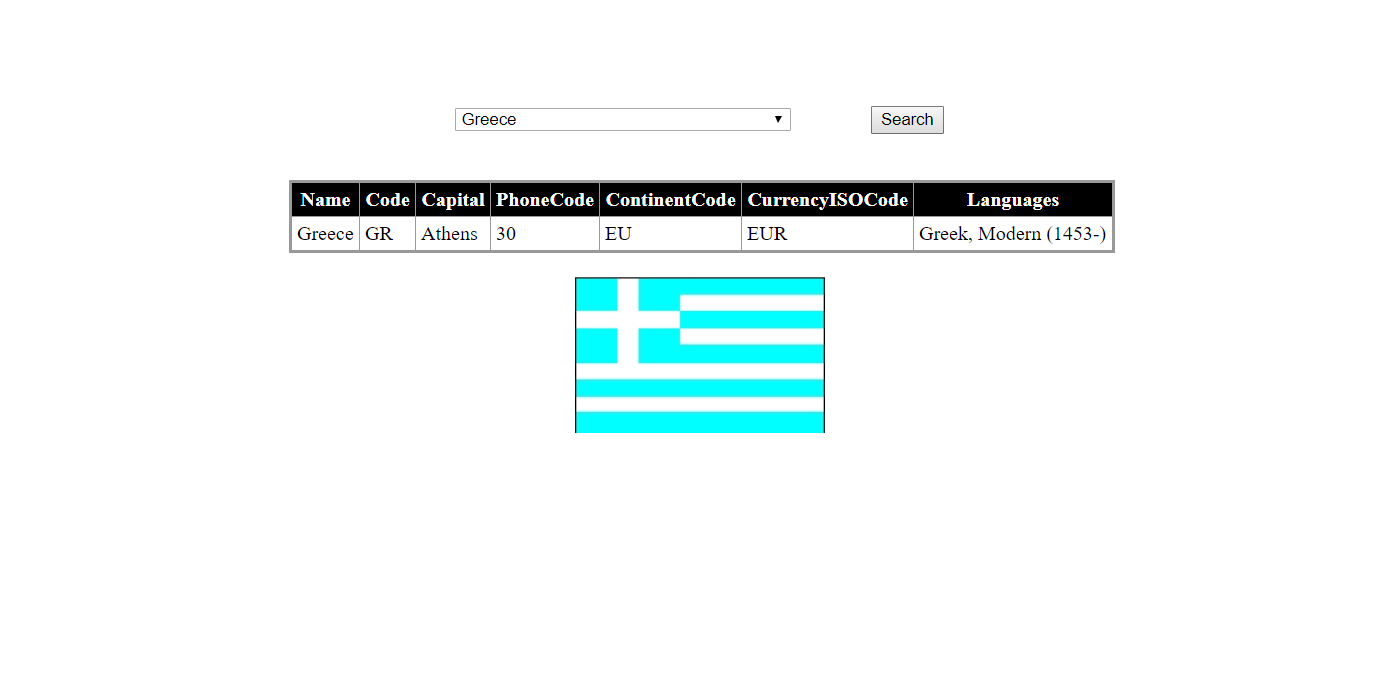 Greece Search
Name Code Capital PhoneCode ContinentCode CurrencyISOCode Languages
Greece GR Athens 30 EU EUR Greek, Modern (1453-)